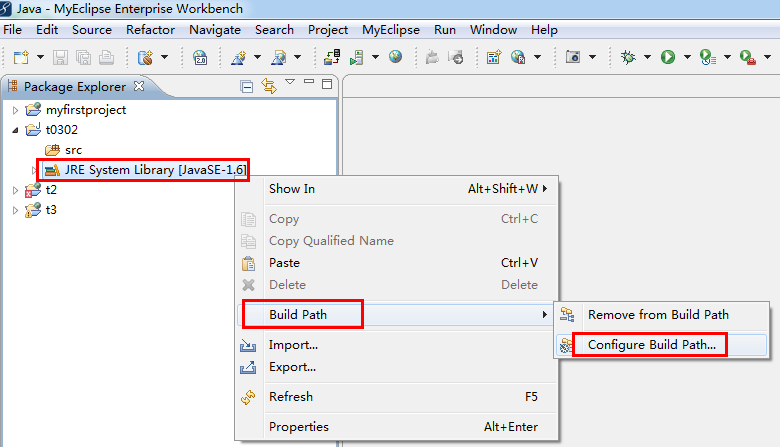 Java - MyEclipse Enterprise Workbench
File Edit Source Refactor Navigate Search Project MyEclipse Run Window Help
2.0
Package Explorer
myfirstproject
t0302
src
JRE System Library [JavaSE-1.6]
t2
t3
Show In Alt+Shift+W
Copy Ctrl+C
Copy Qualified Name
Paste Ctrl+V
Delete Delete
Build Path
Import...
Export...
Refresh F5
Properties Alt+Enter
Remove from Build Path
Configure Build Path...